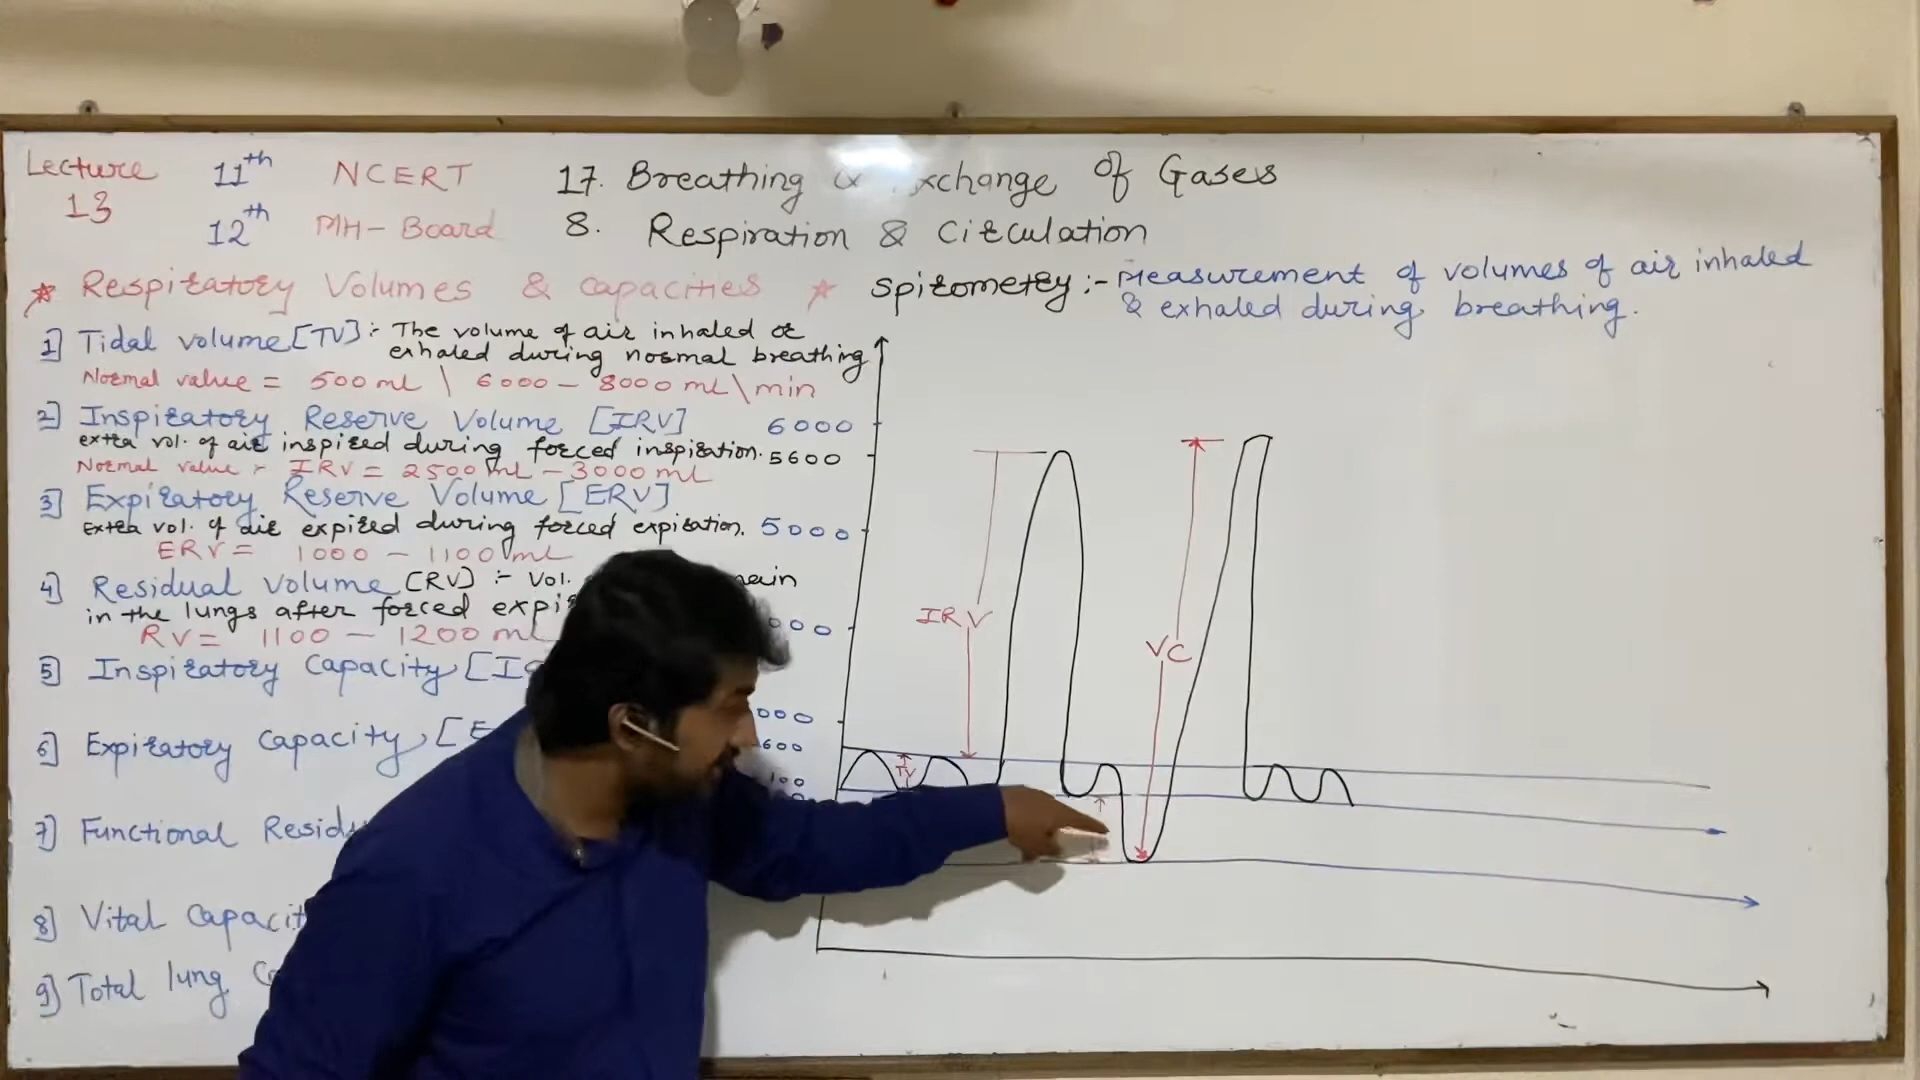 Lecture 13
11th NCERT 17. Breathing & xchange of Gases
12th MH-Board 8. Respiration & Circulation
Respiratory Volumes & capacities
Spirometry :- Measurement of volumes of air inhaled
& exhaled during breathing.
1] Tidal volume [TV] :- The volume of air inhaled or
exhaled during normal breathing
Normal value = 500 ml \ 6000 - 8000 ml\min
2] Inspiratory Reserve Volume [IRV]
extra vol. of air inspired during forced inspiration.
Normal value :- IRV = 2500 ml - 3000 ml
3] Expiratory Reserve Volume [ERV]
Extra vol. of air expired during forced expiration.
ERV = 1000 - 1100 ml
4] Residual volume [RV] :- Vol.
in the lungs after forced
RV = 1100 - 1200 ml
5] Inspiratory Capacity
6] Expiratory Capacity
7] Functional
8] Vital
9] Total lung
6000
5600
5000
IRV
VC
TV